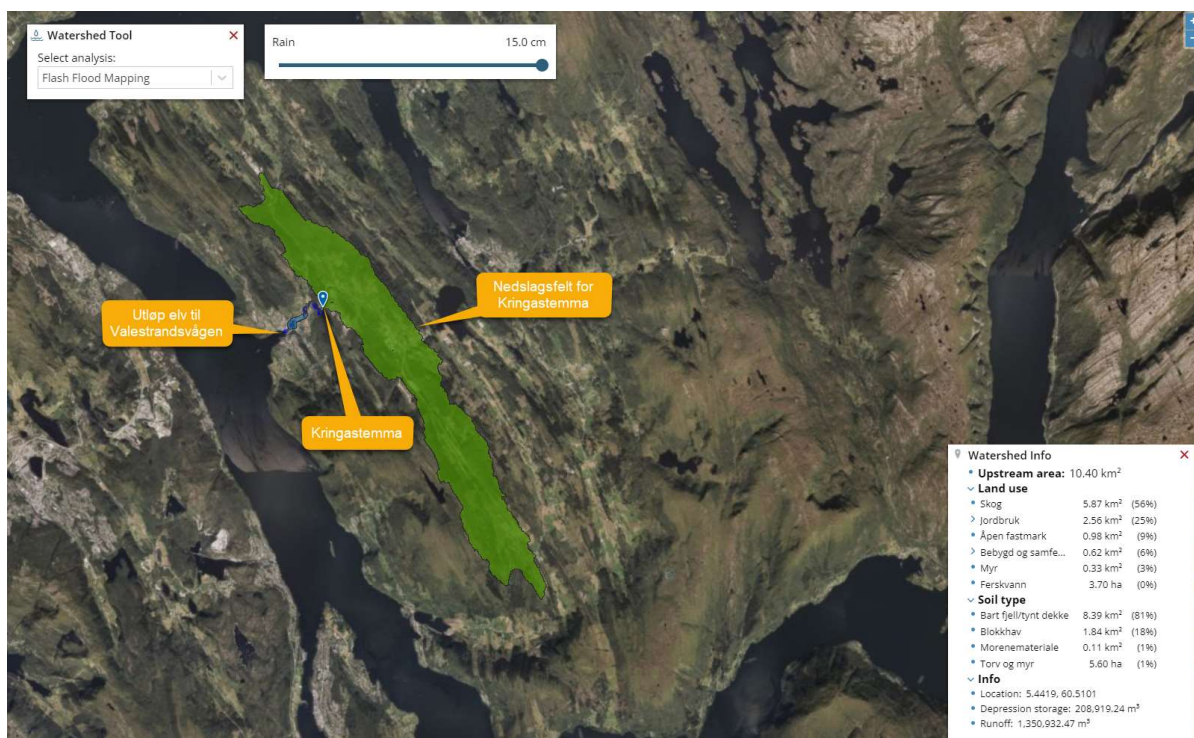 Watershed Tool
Select analysis:
Flash Flood Mapping
Rain
15.0 cm
Nedslagsfelt for
Kringastemma
Utløp elv til
Valestrandsvågen
Kringastemma
Watershed Info
Upstream area: 10.40 km²
Land use
Skog 5.87 km² (56%)
Jordbruk 2.56 km² (25%)
Åpen fastmark 0.98 km² (9%)
Bebygd og samfe... 0.62 km² (6%)
Myr 0.33 km² (3%)
Ferskvann 3.70 ha (0%)
Soil type
Bart fjell/tynt dekke 8.39 km² (81%)
Blokkhav 1.84 km² (18%)
Morenemateriale 0.11 km² (1%)
Torv og myr 5.60 ha (1%)
Info
Location: 5.4419, 60.5101
Depression storage: 208,919.24 m³
Runoff: 1,350,932.47 m³